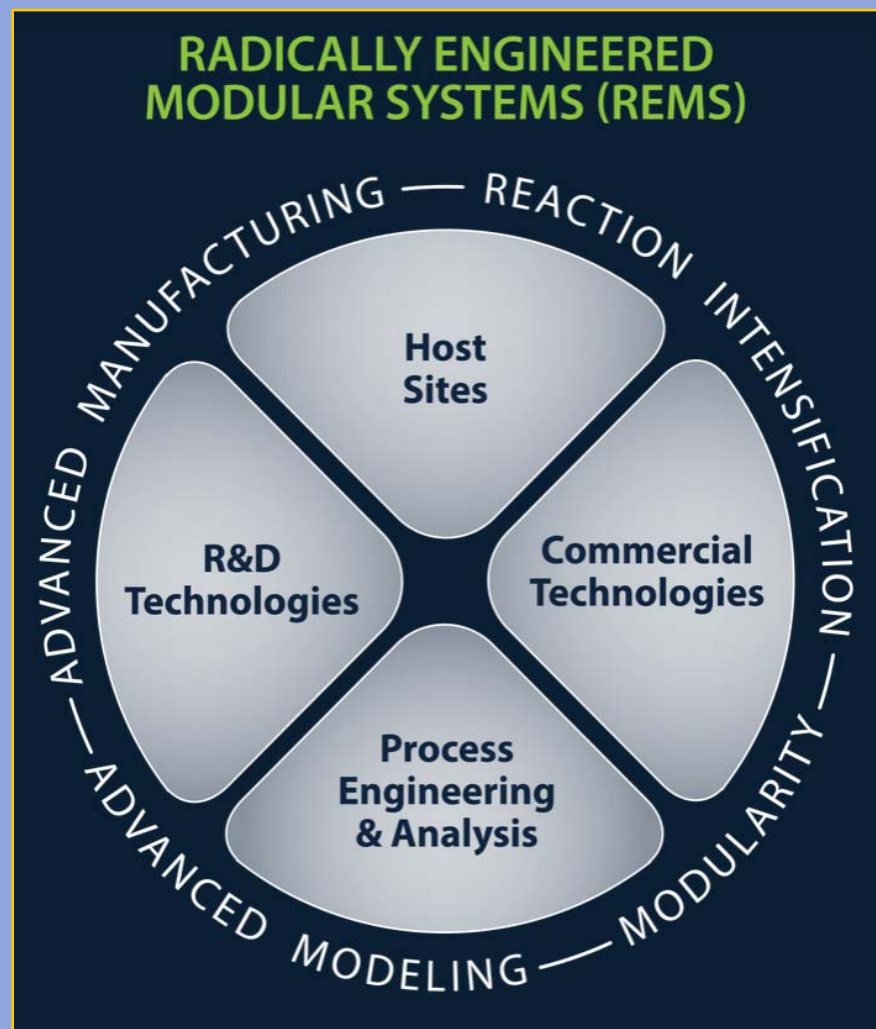 RADICALLY ENGINEERED
MODULAR SYSTEMS (REMS)
ADVANCED MANUFACTURING — REACTION INTENSIFICATION — MODULARITY — ADVANCED MODELING —
Host
Sites
R&D
Technologies
Commercial
Technologies
Process
Engineering
& Analysis